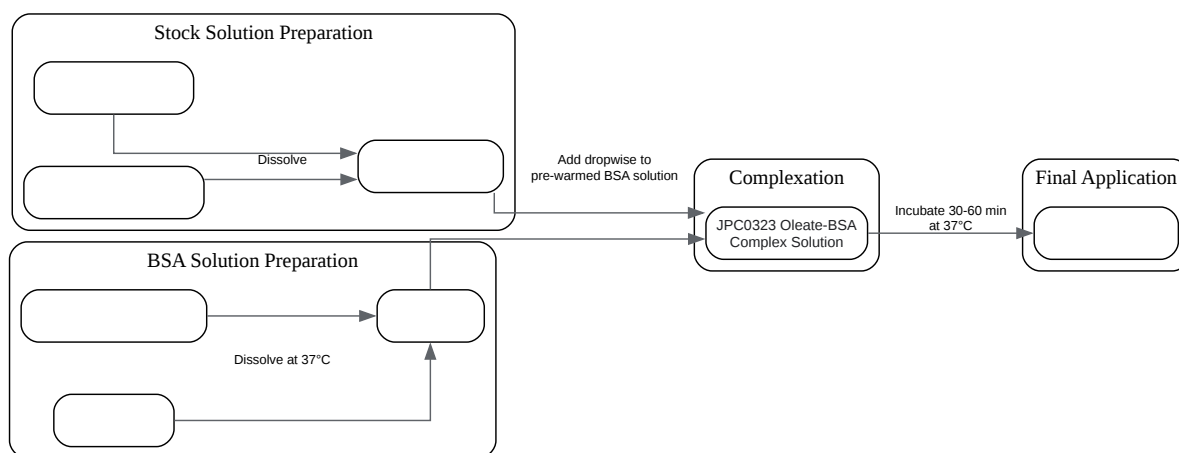 Stock Solution Preparation
Dissolve
Add dropwise to
pre-warmed BSA solution
BSA Solution Preparation
Dissolve at 37°C
Complexation
JPC0323 Oleate-BSA
Complex Solution
Incubate 30-60 min
at 37°C
Final Application